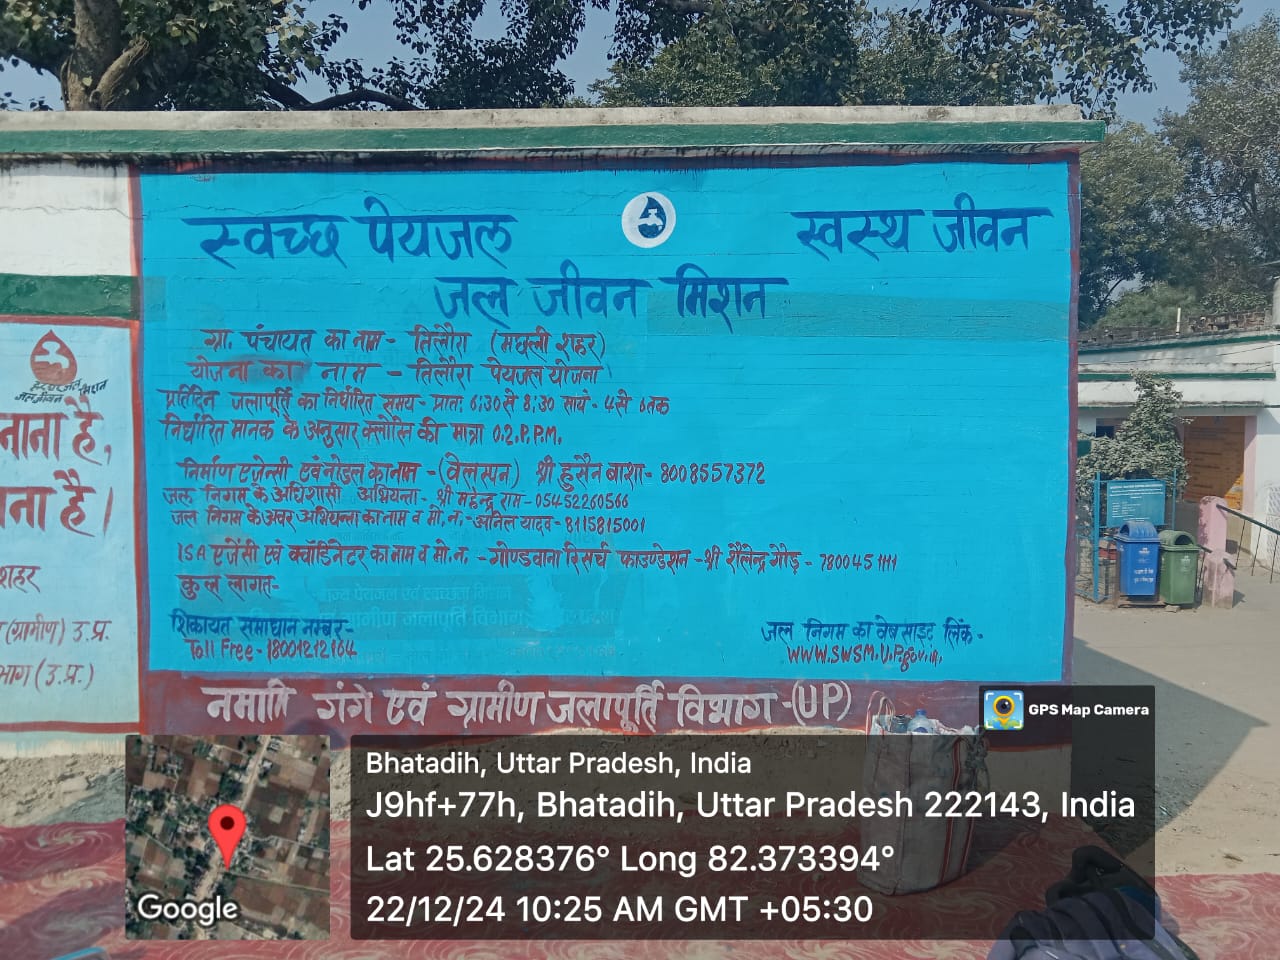 स्वच्छ पेयजल
स्वस्थ जीवन
जल जीवन मिशन
ग्रा. पंचायत का नाम - तिलौरा (मछली शहर)
योजना का नाम - तिलौरा पेयजल योजना
प्रतिदिन जलापूर्ति का निर्धारित समय - प्रातः 6:30 से 8:30 सायं - 4 से 6 तक
निर्धारित मानक के अनुसार क्लोरिन की मात्रा 0.2.P.P.M.
निर्माण एजेन्सी एवं नोडल का नाम - (वेलस्पन) श्री हुसैन बाशा - 8008557372
जल निगम के अधिशासी अभियन्ता - श्री महेन्द्र राम - 05452260566
जल निगम के अवर अभियन्ता का नाम व मो.न. - अनिल यादव - 8115815001
ISA एजेंसी एवं क्वॉर्डिनेटर का नाम व मो.न. - गोण्डवाना रिसर्च फाउण्डेशन - श्री शैलेन्द्र गौड़ - 7800451111
कुल लागत -
शिकायत समाधान नम्बर -
Toll Free - 18001212164
जल निगम का वेब साइट लिंक -
WWW.SWSM.U.P.gov.in.
नमामि गंगे एवं ग्रामीण जलापूर्ति विभाग - (UP)
जल जीवन मिशन
नाना है,
ना है।
शहर
(ग्रामीण) उ.प्र.
भाग (उ.प्र.)
GPS Map Camera
Bhatadih, Uttar Pradesh, India
J9hf+77h, Bhatadih, Uttar Pradesh 222143, India
Lat 25.628376° Long 82.373394°
22/12/24 10:25 AM GMT +05:30
Google